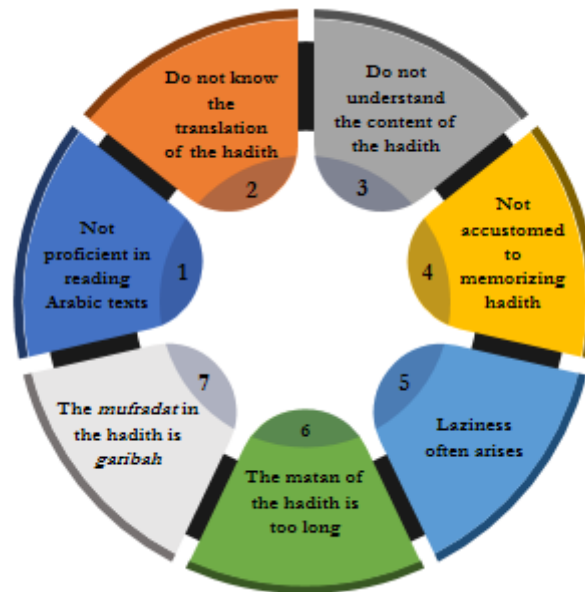 Not
proficient in
reading
Arabic texts
1
Do not know
the
translation
of the hadith
2
Do not
understand
the content of
the hadith
3
Not
accustomed
to
memorizing
hadith
4
Laziness
often arises
5
The matan of
the hadith is
too long
6
The mufradat in
the hadith is
garibah
7